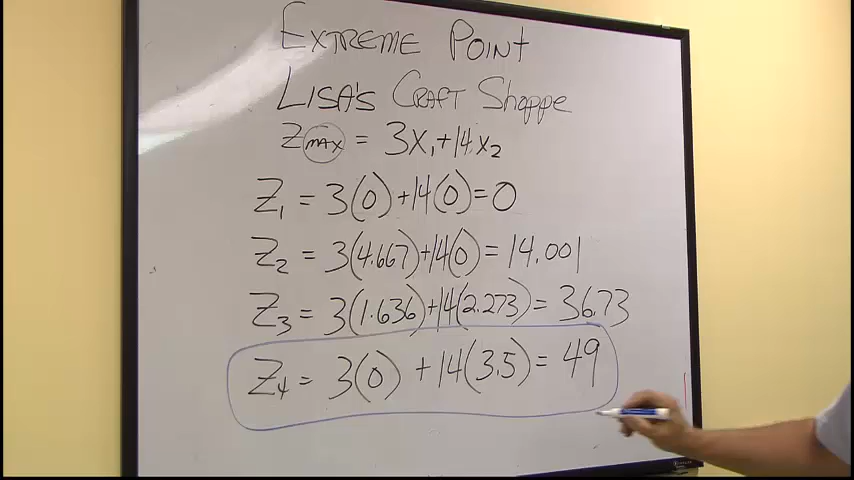 Extreme Point
Lisa's Craft Shoppe
Z max = 3x₁+14x₂
Z₁ = 3(0)+14(0)=0
Z₂ = 3(4.667)+14(0)=14.001
Z₃ = 3(1.636)+14(2.273)=36.73
Z₄ = 3(0)+14(3.5)=49